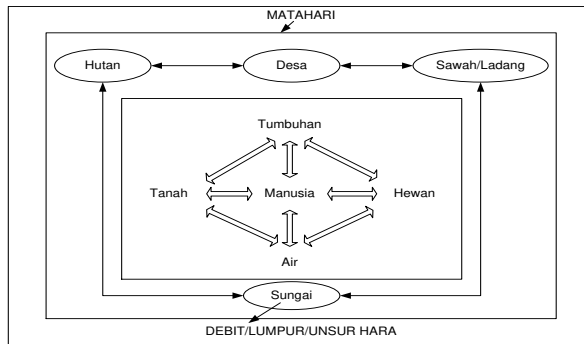 MATAHARI
Hutan Desa Sawah/Ladang
Tumbuhan
Tanah Manusia Hewan
Air
Sungai
DEBIT/LUMPUR/UNSUR HARA